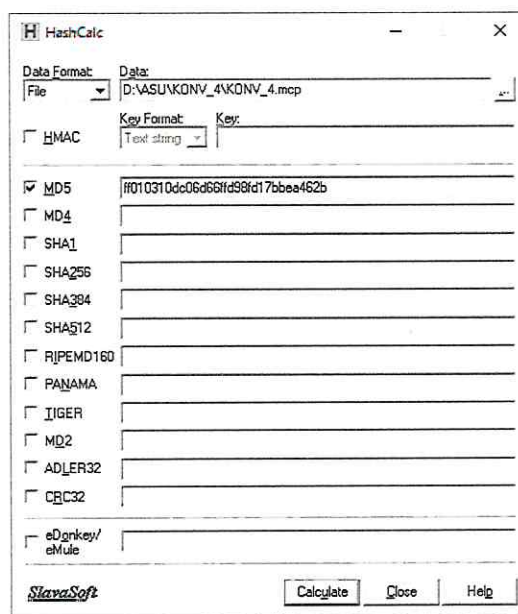 HashCalc
Data Format: Data:
File D:\ASU\KONV_4\KONV_4.mcp ...
Key Format: Key:
HMAC Text string
MD5 ff010310dc06d66ffd98fd17bbea462b
MD4
SHA1
SHA256
SHA384
SHA512
RIPEMD160
PANAMA
TIGER
MD2
ADLER32
CRC32
eDonkey/
eMule
SlavaSoft Calculate Close Help